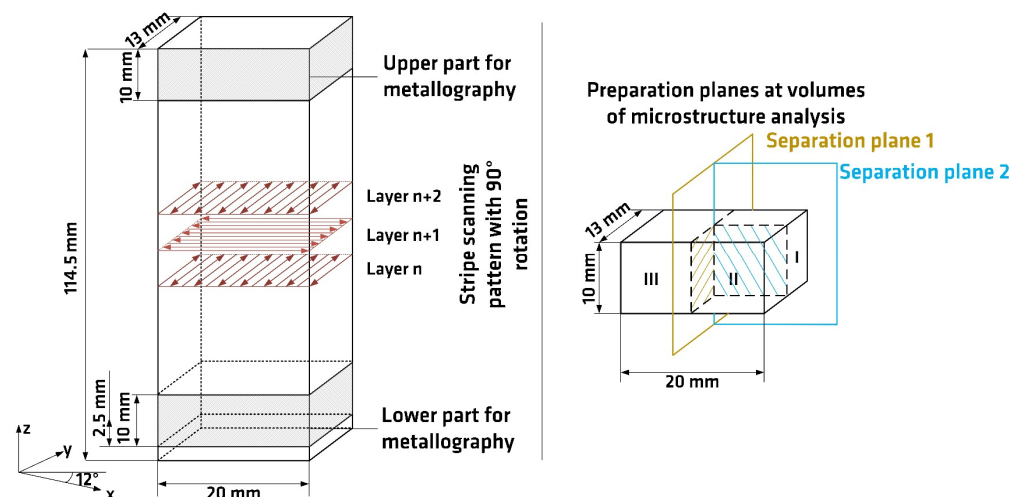 13 mm
10 mm
Upper part for
metallography
114.5 mm
Layer n+2
Layer n+1
Layer n
Stripe scanning
pattern with 90°
rotation
2.5 mm
10 mm
Lower part for
metallography
z
y
12°
x
20 mm
Preparation planes at volumes
of microstructure analysis
Separation plane 1
Separation plane 2
13 mm
10 mm
III
II
I
20 mm